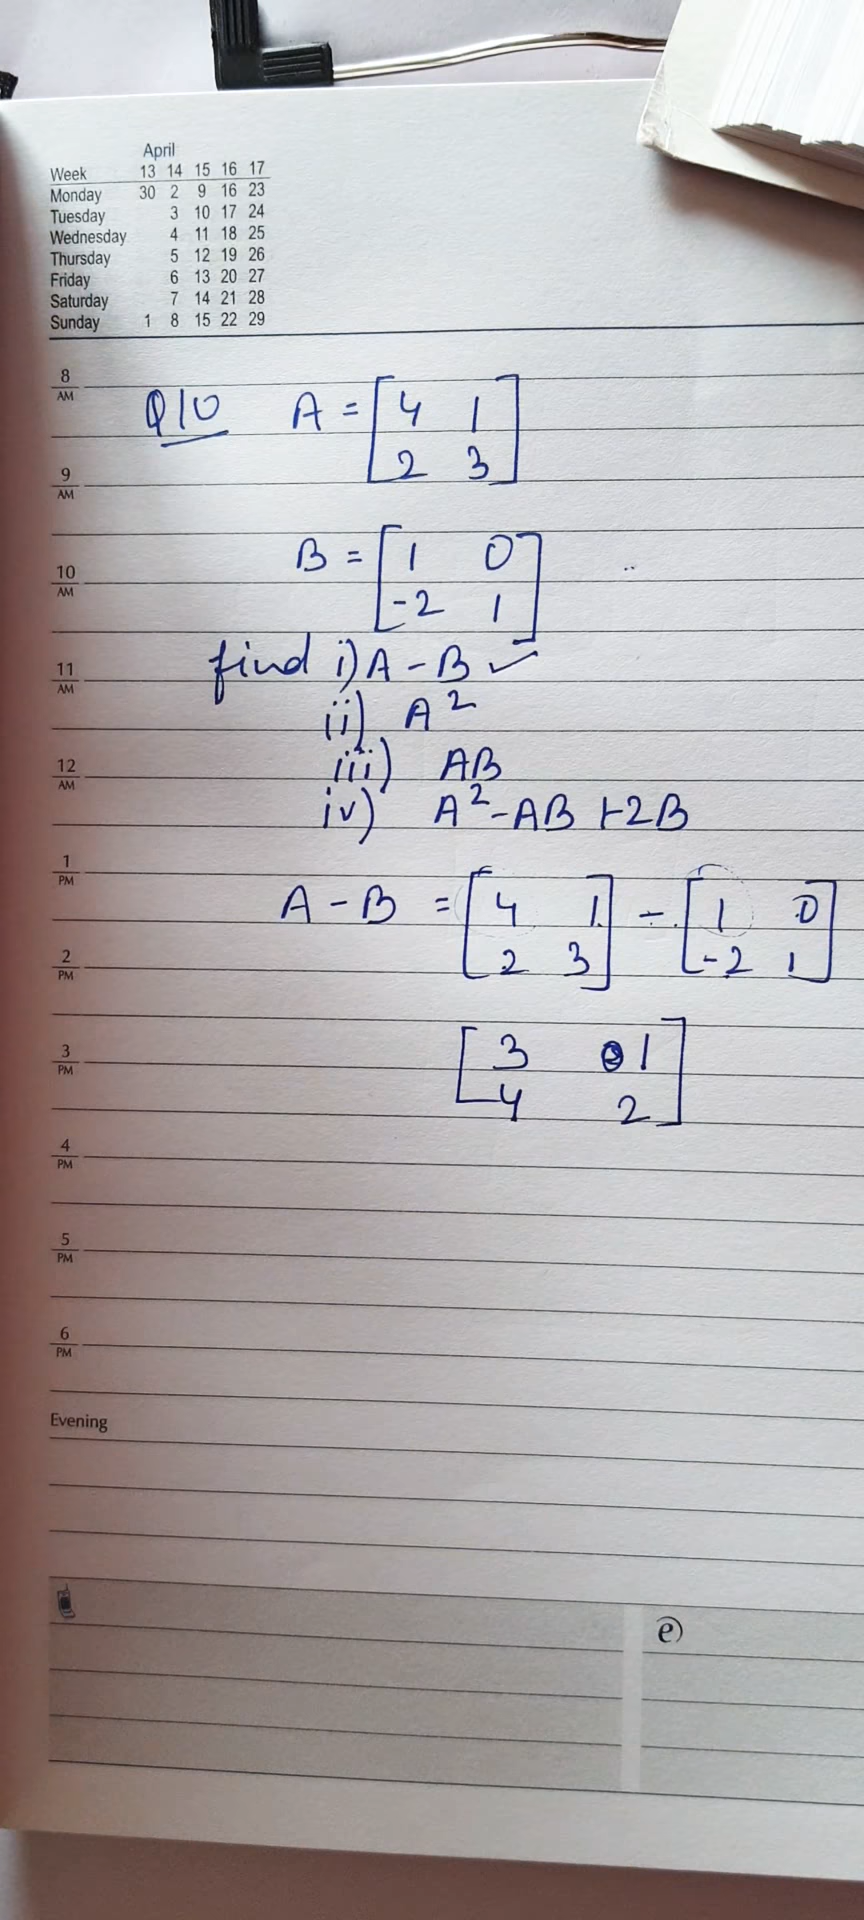 April
Week 13 14 15 16 17
Monday 30 2 9 16 23
Tuesday 3 10 17 24
Wednesday 4 11 18 25
Thursday 5 12 19 26
Friday 6 13 20 27
Saturday 7 14 21 28
Sunday 1 8 15 22 29
8 AM
Q10 A = [4 1
2 3]
9 AM
B = [1 0
-2 1]
10 AM
find i) A - B ✓
11 AM
ii) A²
iii) AB
12 AM
iv) A² - AB + 2B
1 PM
A - B = [4 1 2 3] - [1 0 -2 1]
2 PM
[3 1
4 2]
3 PM
4 PM
5 PM
6 PM
Evening
e